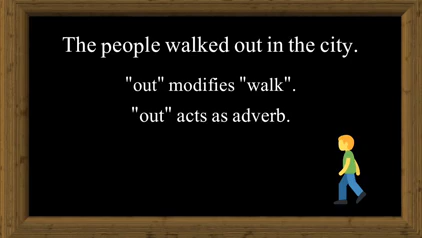 The people walked out in the city.
"out" modifies "walk".
"out" acts as adverb.